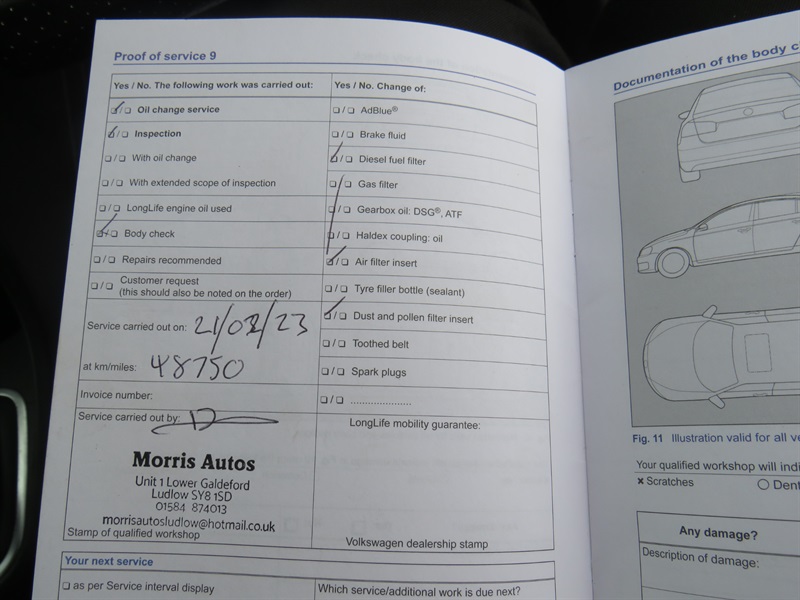 Proof of service 9
Yes / No. The following work was carried out:
Oil change service
Inspection
With oil change
With extended scope of inspection
LongLife engine oil used
Body check
Repairs recommended
Customer request
(this should also be noted on the order)
Service carried out on:
at km/miles: 48750
Invoice number:
Service carried out by:
Morris Autos
Unit 1 Lower Galdeford
Ludlow SY8 1SD
01584 874013
morrisautosludlow@hotmail.co.uk
Stamp of qualified workshop
Yes / No. Change of:
AdBlue®
Brake fluid
Diesel fuel filter
Gas filter
Gearbox oil: DSG®, ATF
Haldex coupling: oil
Air filter insert
Tyre filler bottle (sealant)
Dust and pollen filter insert
Toothed belt
Spark plugs
....................
LongLife mobility guarantee:
Volkswagen dealership stamp
Your next service
as per Service interval display
Which service/additional work is due next?
Documentation of the body c
Fig. 11 Illustration valid for all ve
Your qualified workshop will indi
× Scratches
Dent
Any damage?
Description of damage: